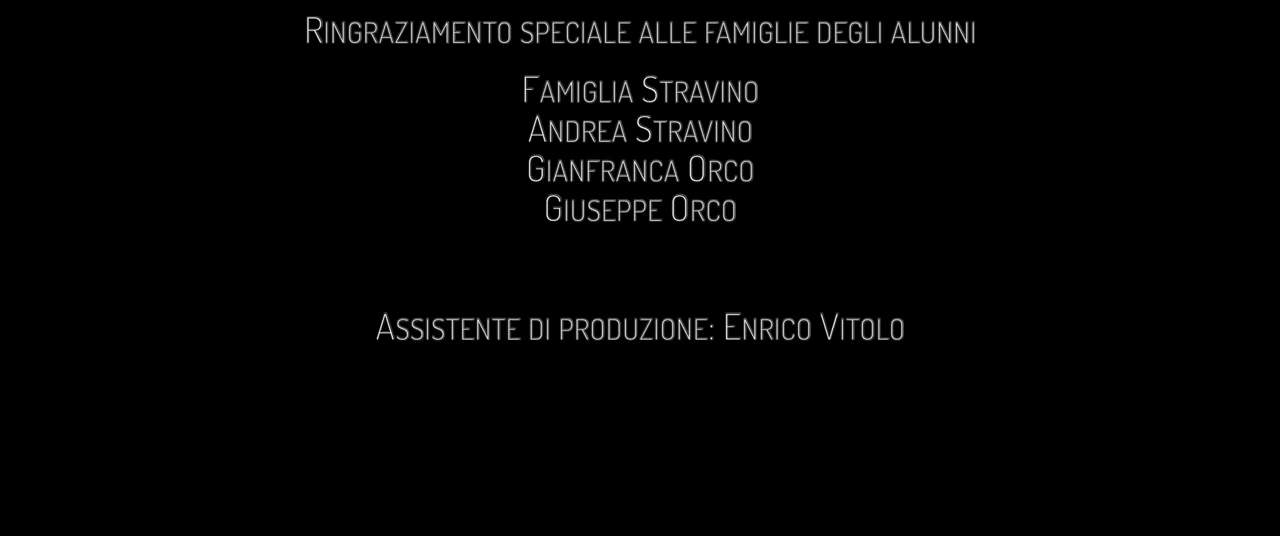 Ringraziamento speciale alle famiglie degli alunni
Famiglia Stravino
Andrea Stravino
Gianfranca Orco
Giuseppe Orco
Assistente di produzione: Enrico Vitolo